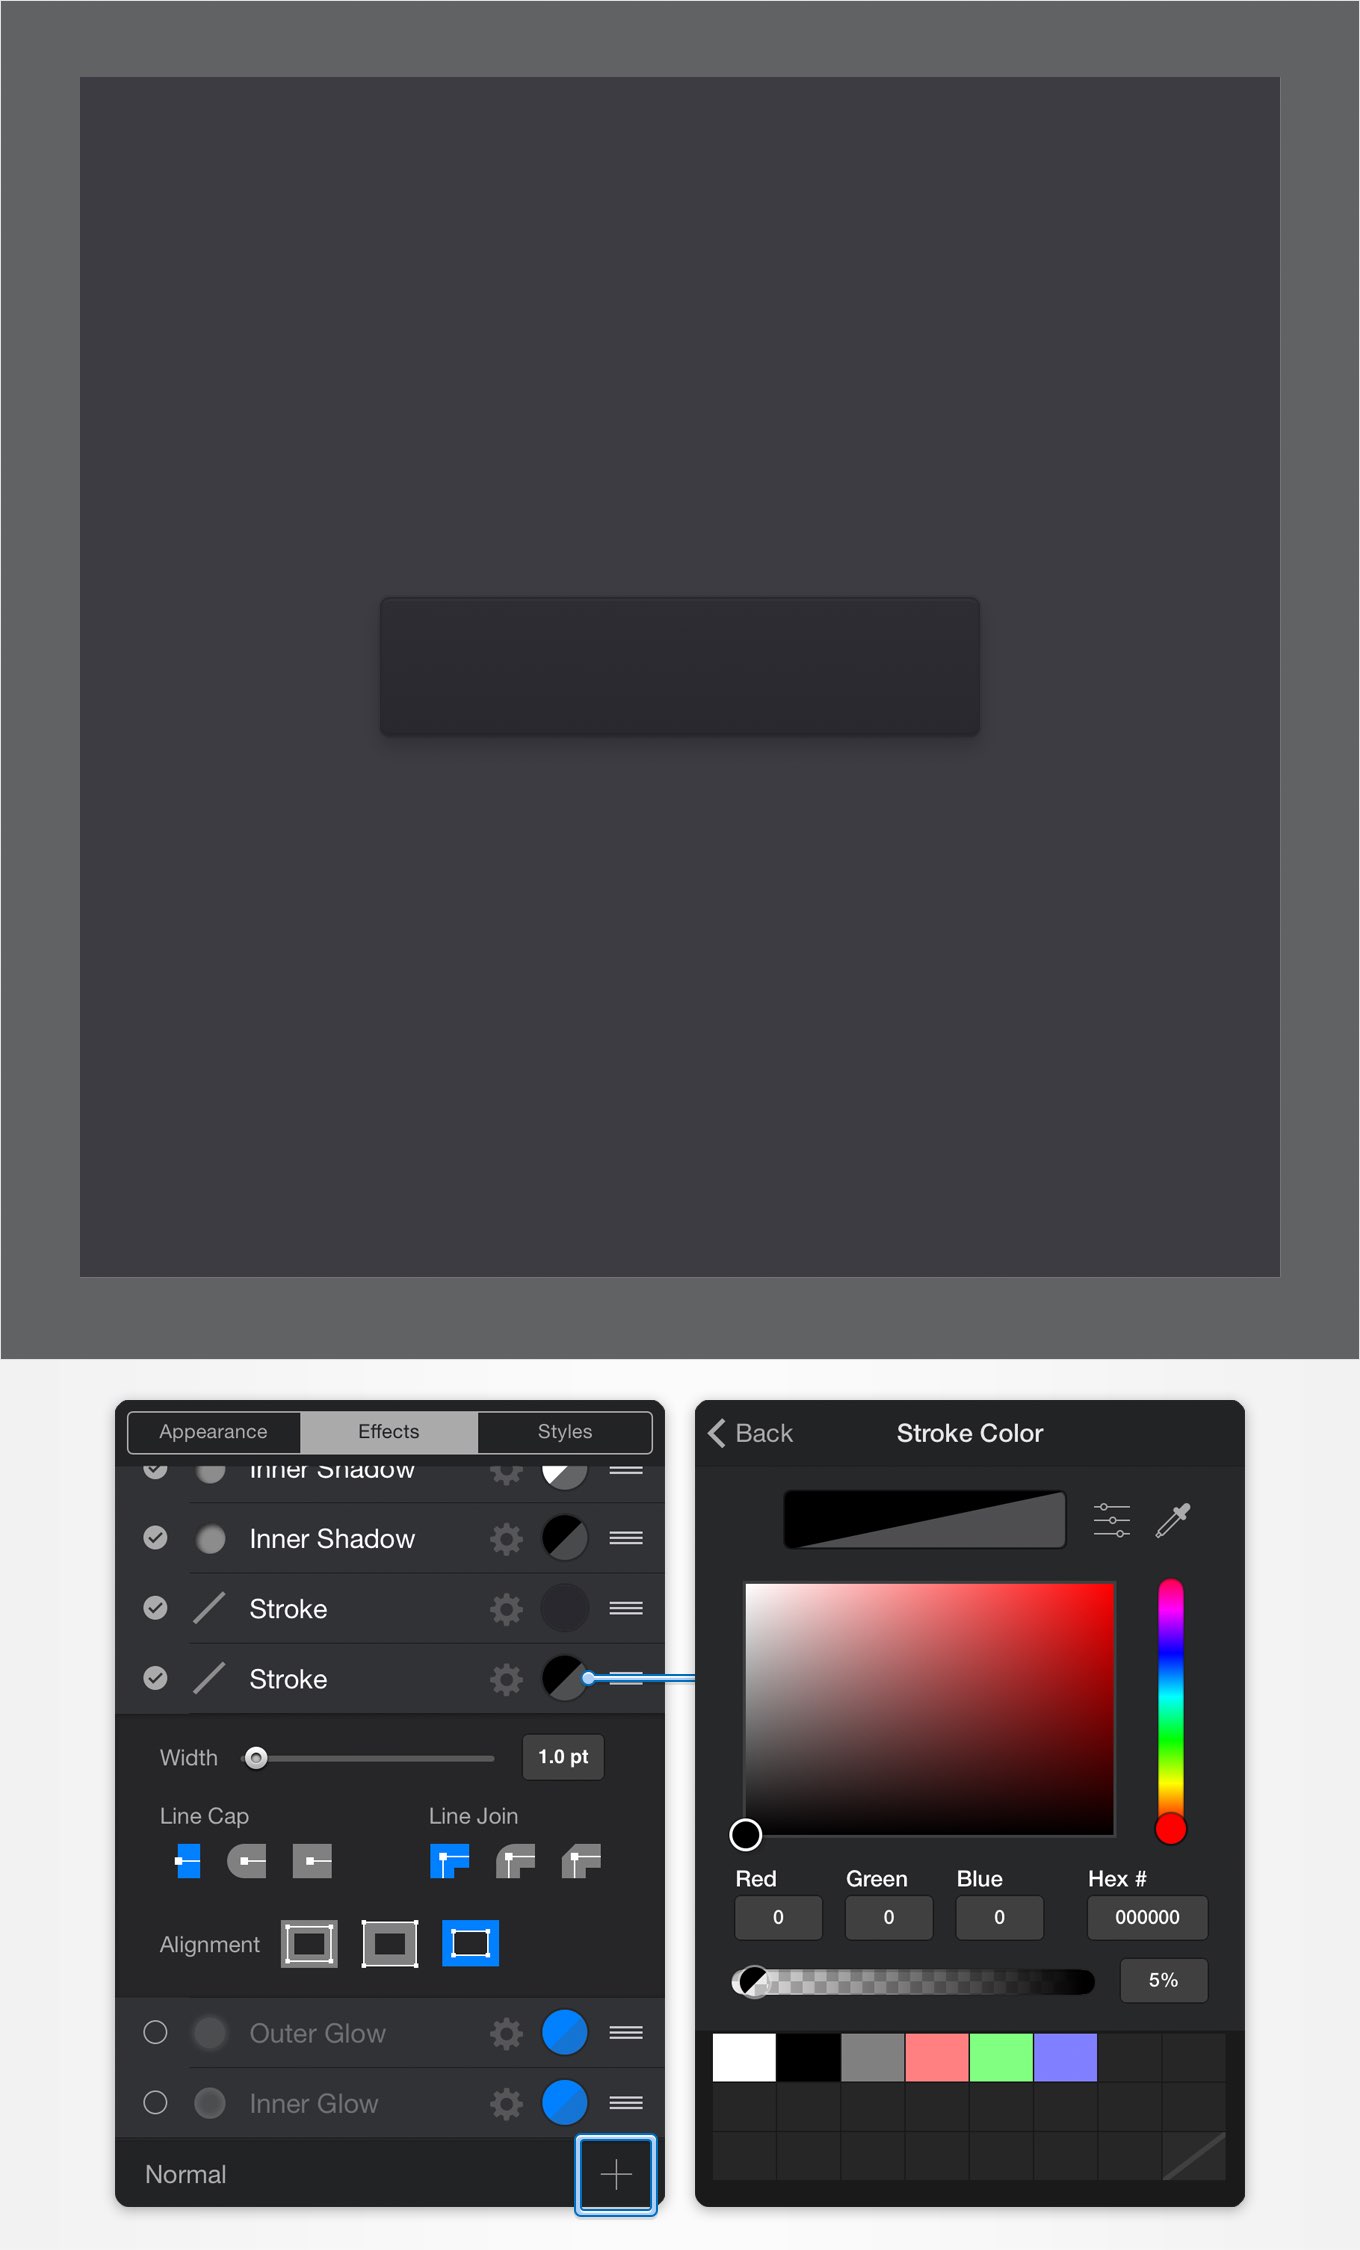 Appearance Effects Styles
Inner Shadow
Inner Shadow
Stroke
Stroke
Width 1.0 pt
Line Cap Line Join
Alignment
Outer Glow
Inner Glow
Normal
Back Stroke Color
Red Green Blue Hex #
0 0 0 000000
5%